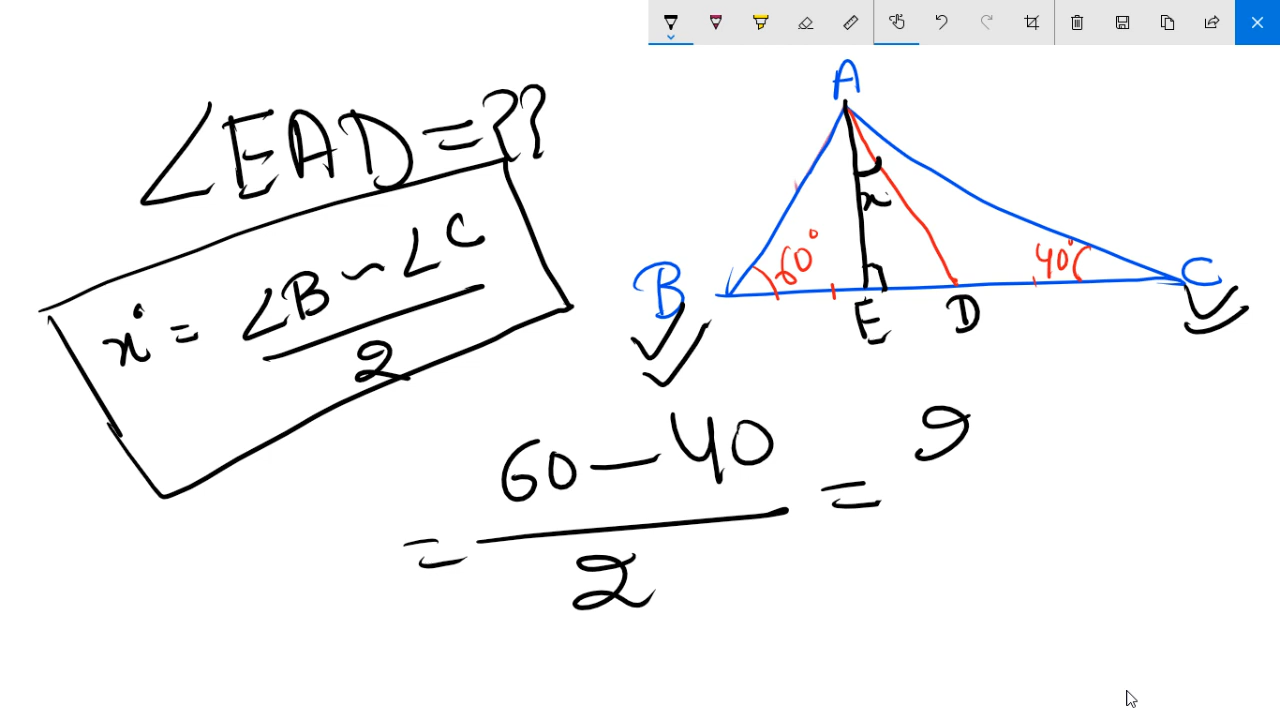 ∠EAD=??
x° = ∠B-∠C
2
A
x
60°
40°
B
C
E
D
= 60-40 =
2